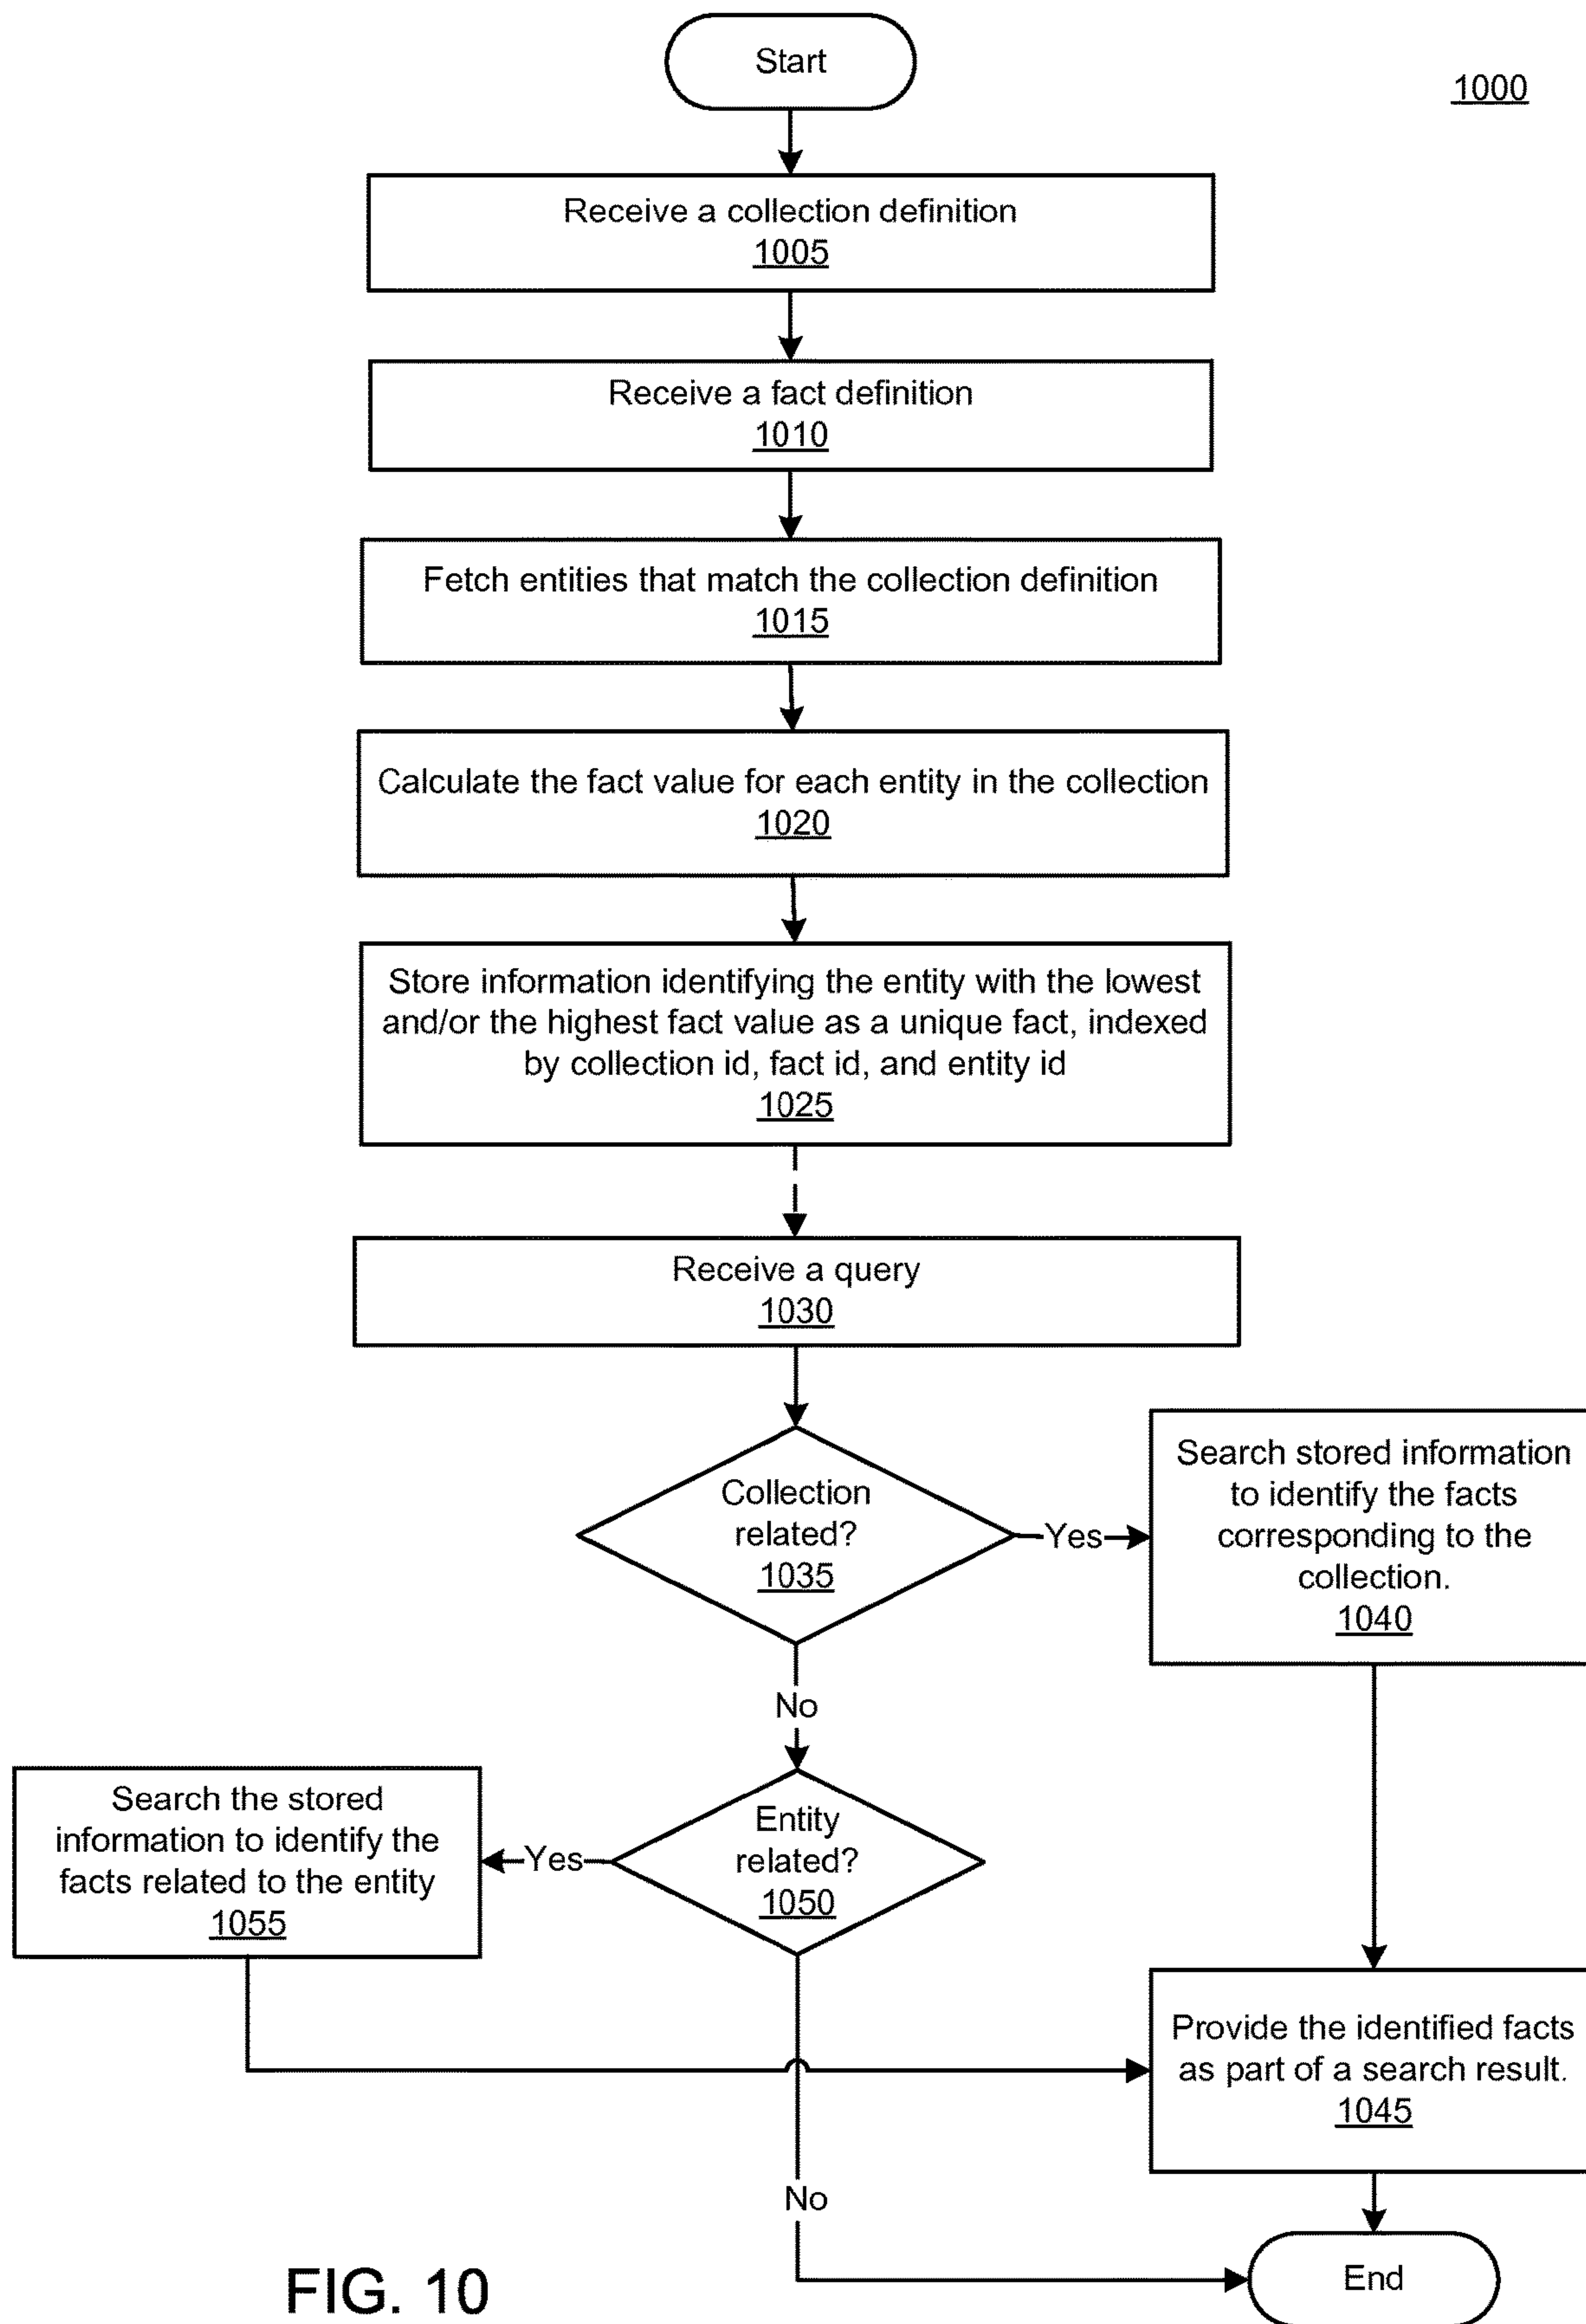 Start
1000
Receive a collection definition
1005
Receive a fact definition
1010
Fetch entities that match the collection definition
1015
Calculate the fact value for each entity in the collection
1020
Store information identifying the entity with the lowest
and/or the highest fact value as a unique fact, indexed
by collection id, fact id, and entity id
1025
Receive a query
1030
Collection
related?
1035
Yes
Search stored information
to identify the facts
corresponding to the
collection.
1040
No
Entity
related?
1050
Yes
Search the stored
information to identify the
facts related to the entity
1055
Provide the identified facts
as part of a search result.
1045
No
End
FIG. 10